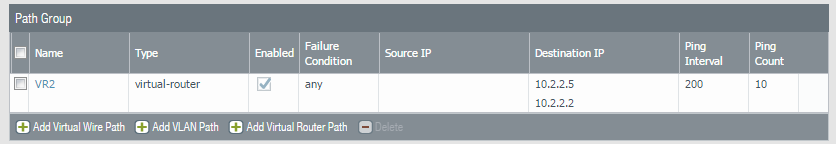 Path Group
Name Type Enabled Failure Condition Source IP Destination IP Ping Interval Ping Count
VR2 virtual-router any 10.2.2.5 200 10
10.2.2.2
Add Virtual Wire Path Add VLAN Path Add Virtual Router Path Delete